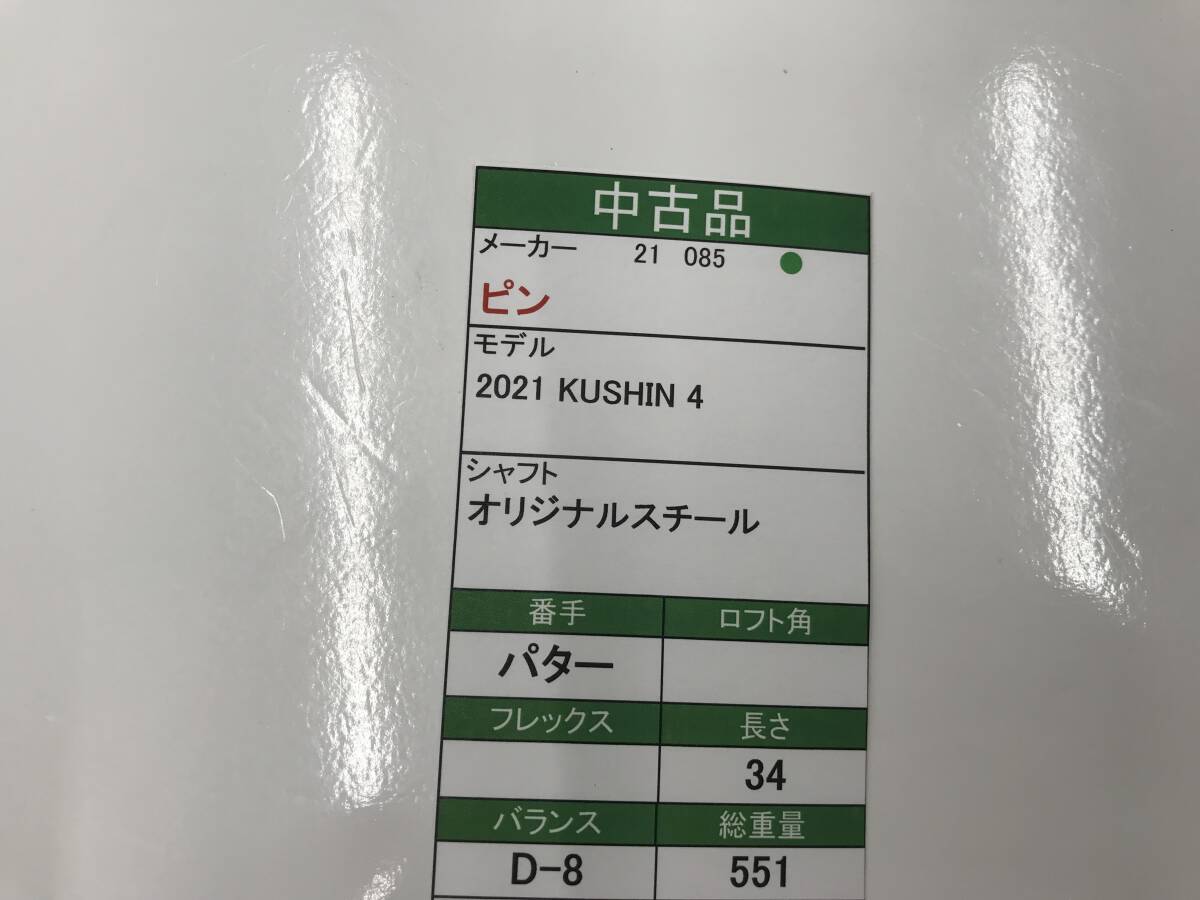 中古品
メーカー 21 085
ピン
モデル
2021 KUSHIN 4
シャフト
オリジナルスチール
番手 ロフト角
パター
フレックス 長さ
34
バランス 総重量
D-8 551